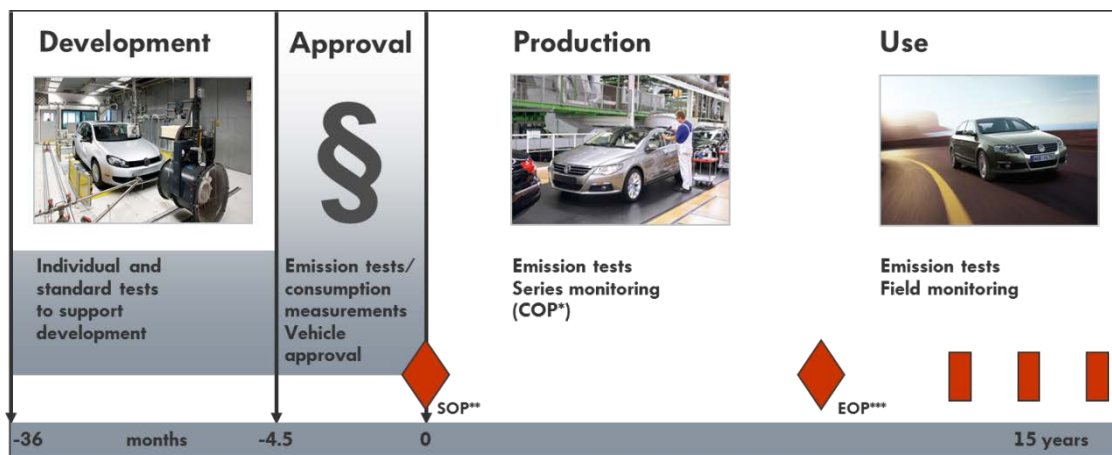 Development
Approval
Production
Use
§
Individual and
standard tests
to support
development
Emission tests/
consumption
measurements
Vehicle
approval
Emission tests
Series monitoring
(COP*)
Emission tests
Field monitoring
SOP**
EOP***
-36
months
-4.5
0
15 years